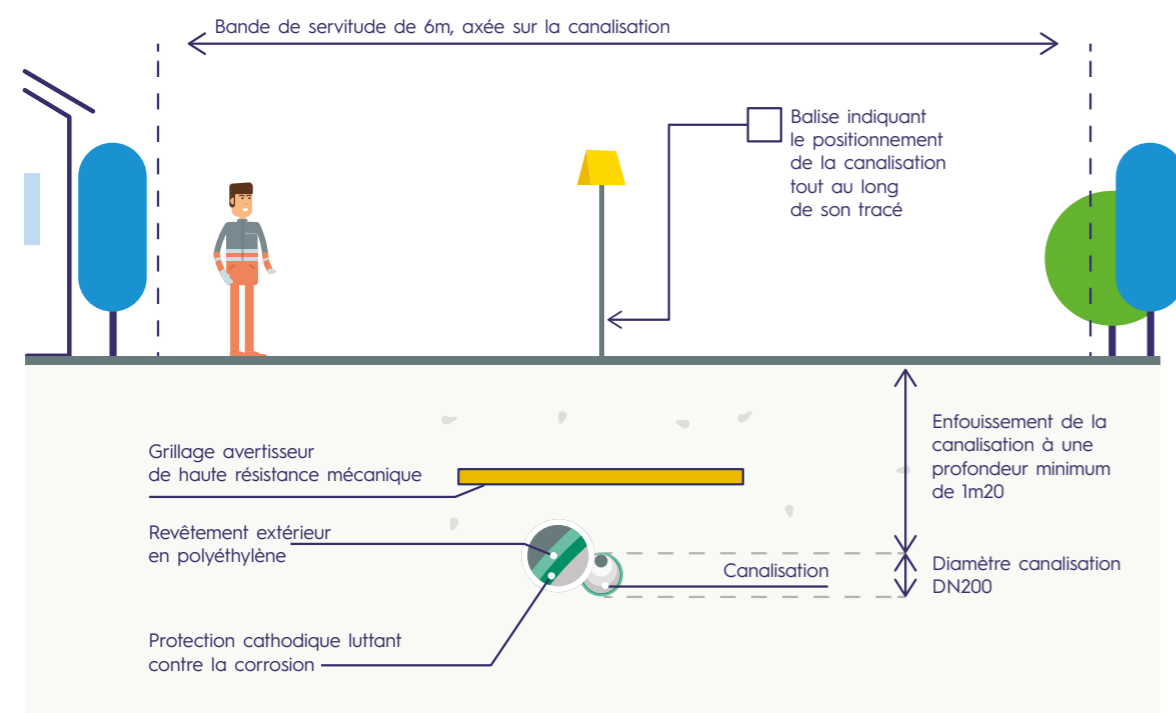 Bande de servitude de 6m, axée sur la canalisation
Balise indiquant
le positionnement
de la canalisation
tout au long
de son tracé
Grillage avertisseur
de haute résistance mécanique
Enfouissement de la
canalisation à une
profondeur minimum
de 1m20
Revêtement extérieur
en polyéthylène
Canalisation
Diamètre canalisation
DN200
Protection cathodique luttant
contre la corrosion